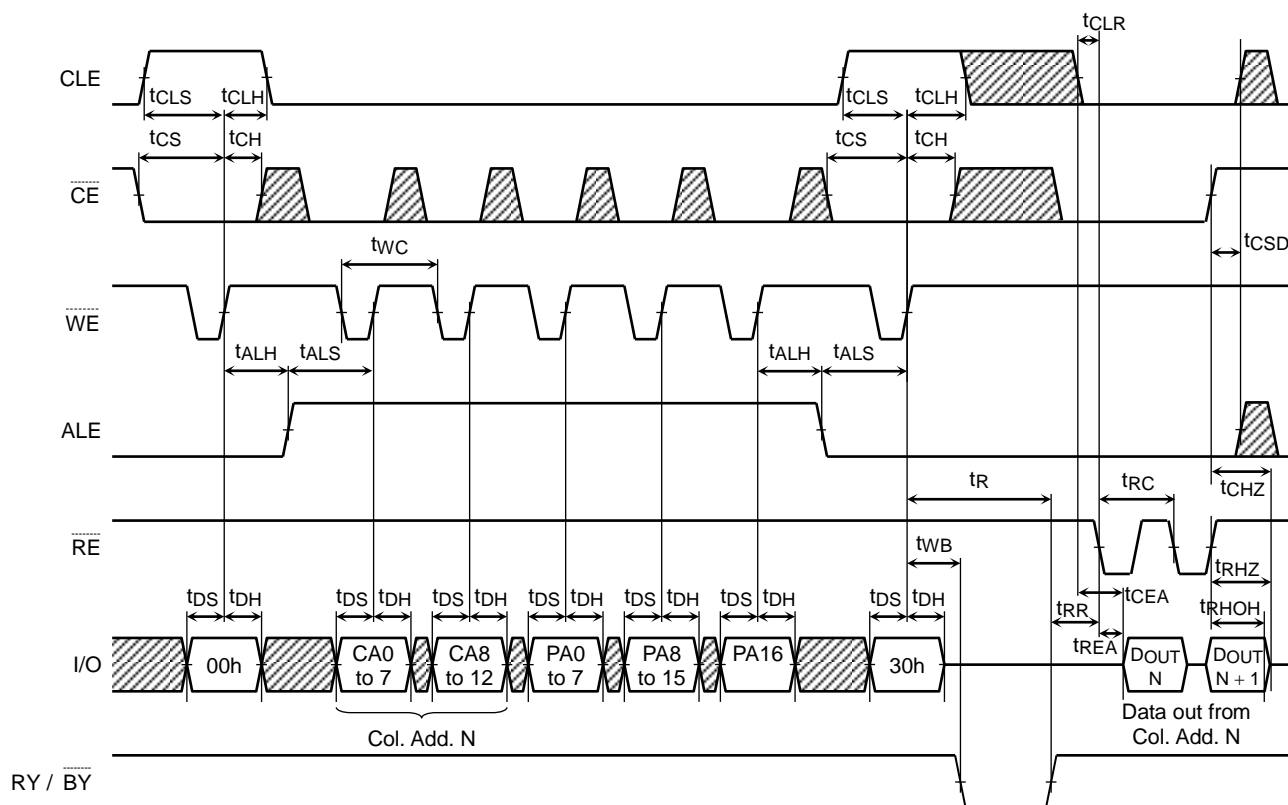 tCLR
CLE
tCLS tCLH tCLS tCLH
tCS tCH tCS tCH
CE
tCSD
tWC
WE
tALH tALS tALH tALS
ALE
tR tRC tCHZ
RE
tWB
tRHZ
tDS tDH tDS tDH tDS tDH tDS tDH tDS tDH tDS tDH tDS tDH
tCEA
tRR tRHOH
tREA
I/O 00h CA0 to 7 CA8 to 12 PA0 to 7 PA8 to 15 PA16 30h DOUT N DOUT N + 1
Data out from
Col. Add. N
Col. Add. N
RY / BY